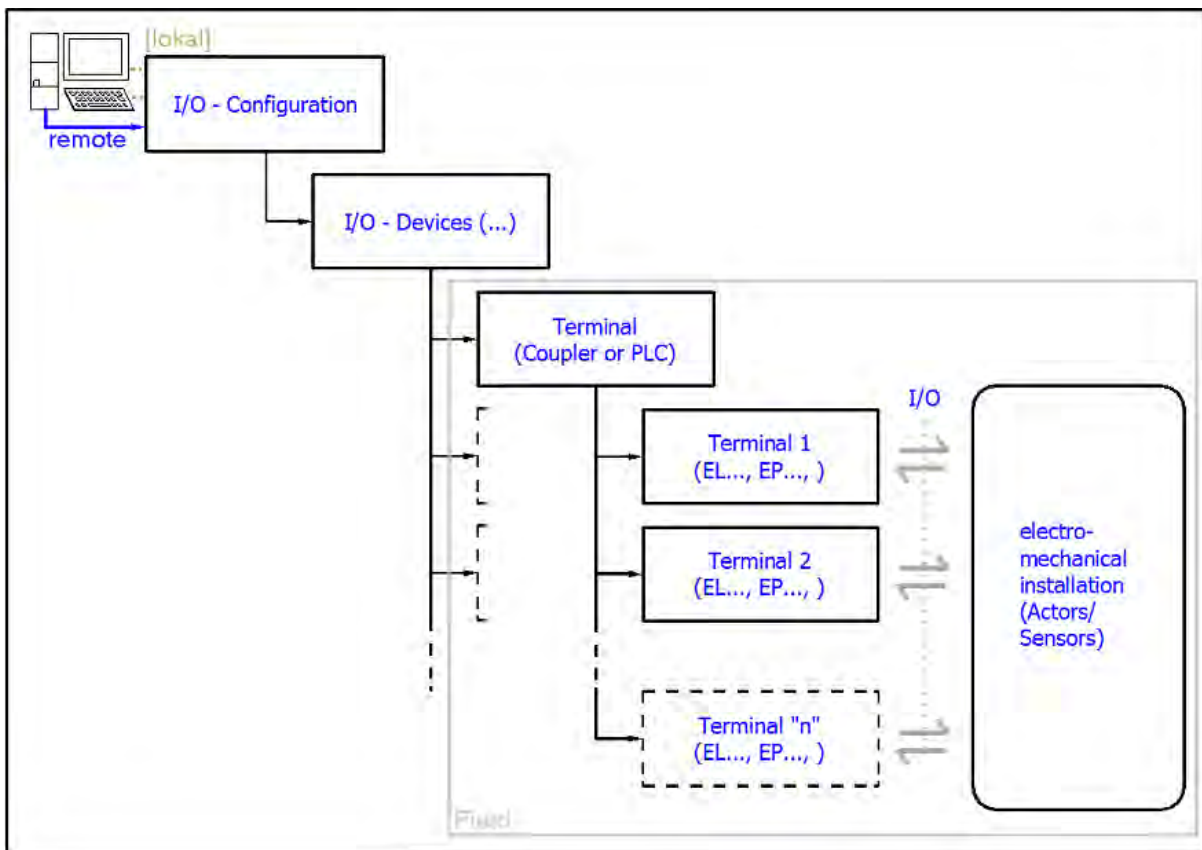 [lokal]
I/O - Configuration
remote
I/O - Devices (...)
Terminal
(Coupler or PLC)
I/O
Terminal 1
(EL..., EP..., )
Terminal 2
(EL..., EP..., )
electro-
mechanical
installation
(Actors/
Sensors)
Terminal "n"
(EL..., EP..., )
Fixed